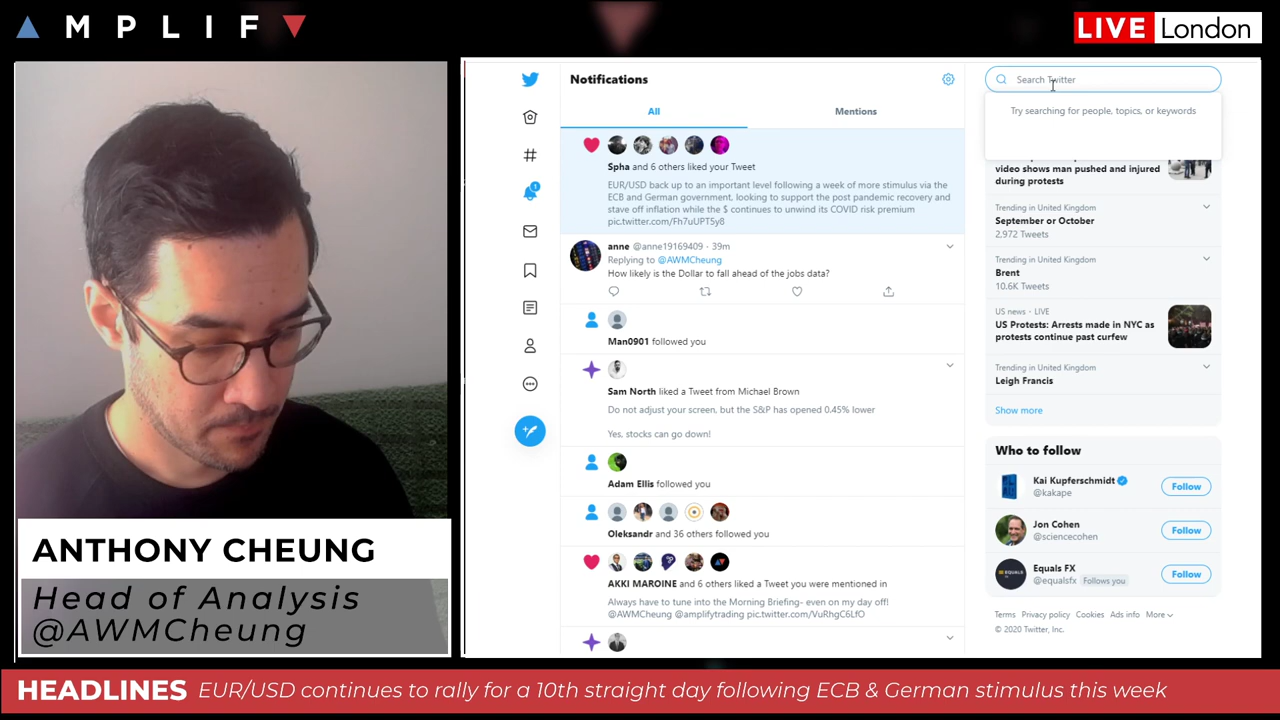 AMPLIFY
LIVE London
Notifications
All
Mentions
Spha and 6 others liked your Tweet
EUR/USD back up to an important level following a week of more stimulus via the
ECB and German government, looking to support the post pandemic recovery and
stave off inflation while the $ continues to unwind its COVID risk premium
pic.twitter.com/Fh7uUPT5y8
1
anne @anne19169409 · 39m
Replying to @AWMCheung
How likely is the Dollar to fall ahead of the jobs data?
Man0901 followed you
Sam North liked a Tweet from Michael Brown
Do not adjust your screen, but the S&P has opened 0.45% lower
Yes, stocks can go down!
Adam Ellis followed you
Oleksandr and 36 others followed you
AKKI MAROINE and 6 others liked a Tweet you were mentioned in
Always have to tune into the Morning Briefing- even on my day off!
@AWMCheung @amplifytrading pic.twitter.com/VuRhgC6LfO
Search Twitter
Try searching for people, topics, or keywords
video shows man pushed and injured
during protests
Trending in United Kingdom
September or October
2,972 Tweets
Trending in United Kingdom
Brent
10.6K Tweets
US news · LIVE
US Protests: Arrests made in NYC as
protests continue past curfew
Trending in United Kingdom
Leigh Francis
Show more
Who to follow
Kai Kupferschmidt
@kakape
Follow
Jon Cohen
@sciencecohen
Follow
EQUALS
Equals FX
@equalsfx Follows you
Follow
Terms Privacy policy Cookies Ads info More
© 2020 Twitter, Inc.
ANTHONY CHEUNG
Head of Analysis
@AWMCheung
HEADLINES EUR/USD continues to rally for a 10th straight day following ECB & German stimulus this week